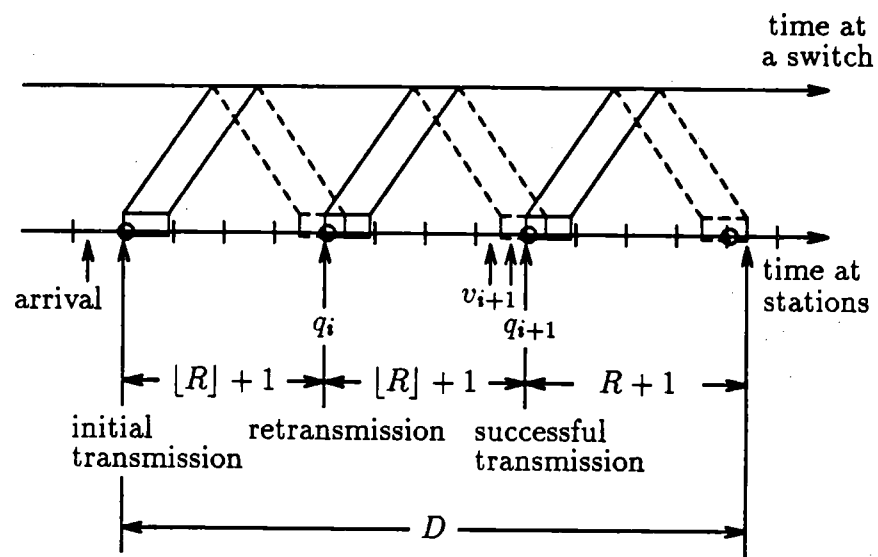 time at
a switch
time at
stations
arrival
v_{i+1}
q_i
q_{i+1}
⌊R⌋ + 1
⌊R⌋ + 1
R + 1
initial
transmission
retransmission
successful
transmission
D